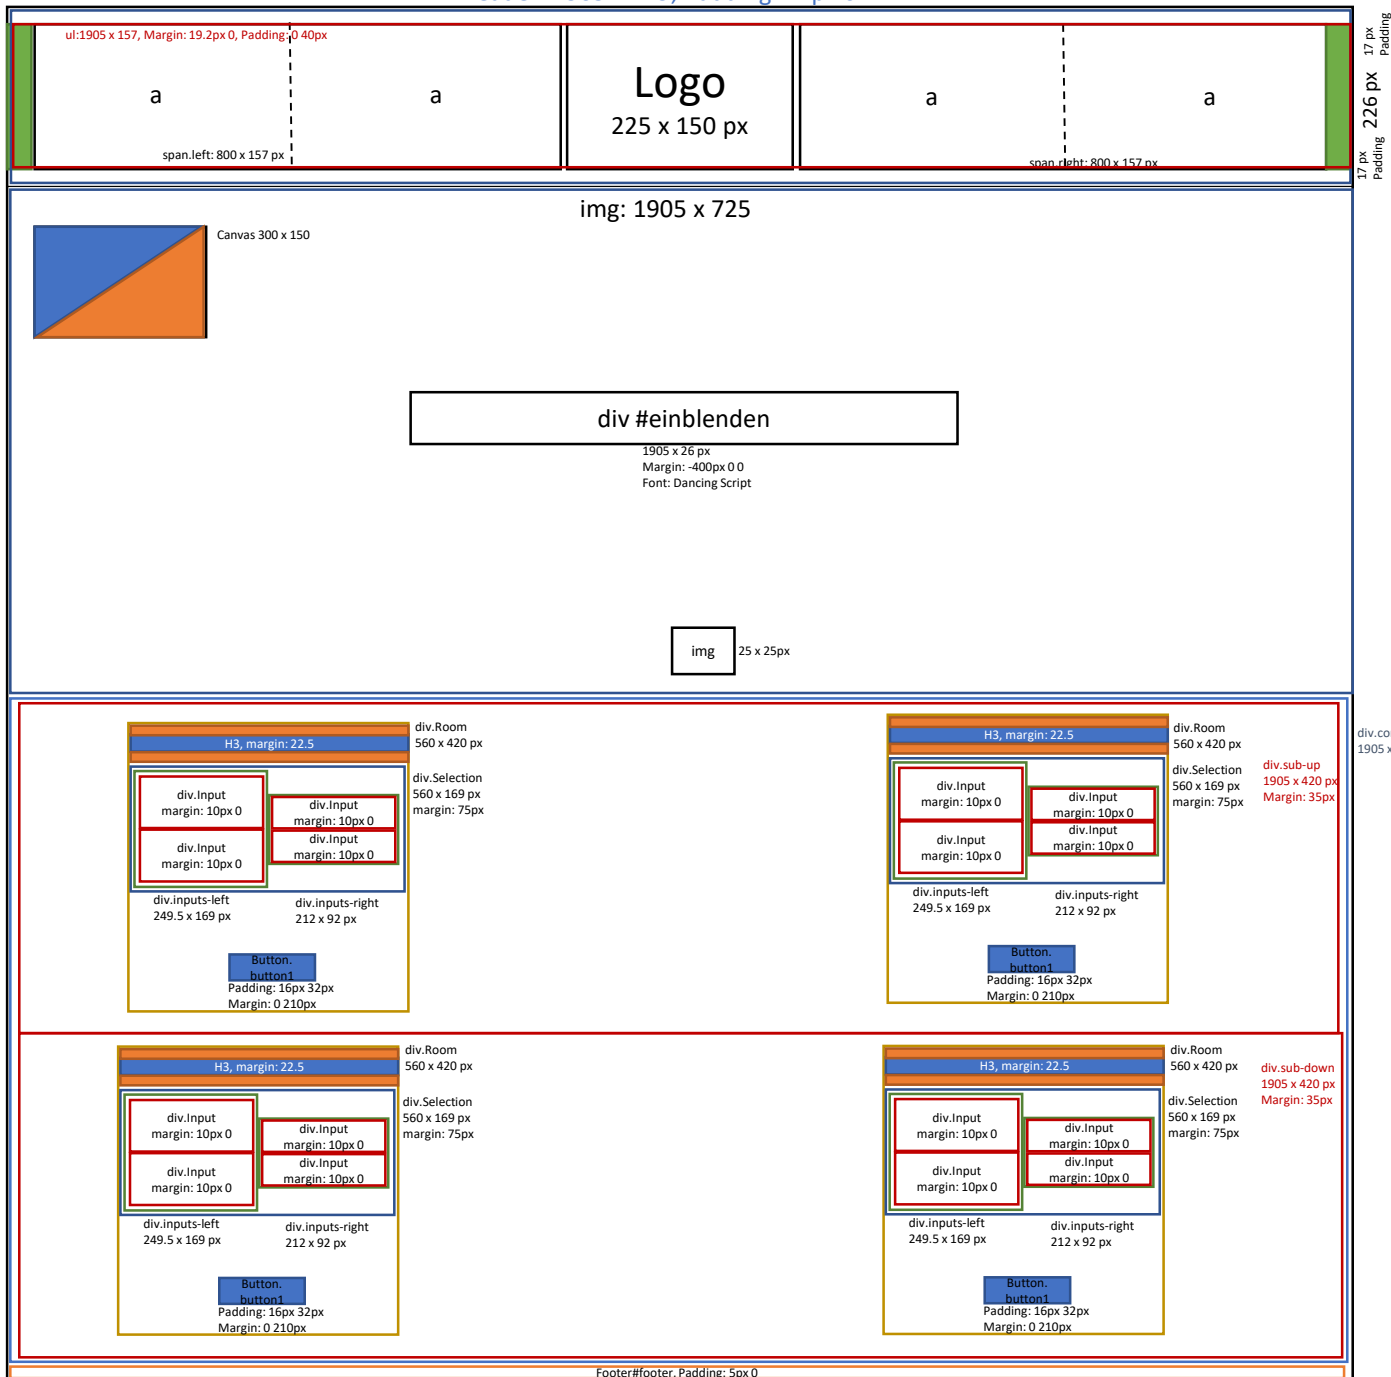 ul:1905 x 157, Margin: 19.2px 0, Padding: 0 40px
a
a
Logo
225 x 150 px
a
a
span.left: 800 x 157 px
span.right: 800 x 157 px
17 px
Padding
226 px
17 px
Padding
img: 1905 x 725
Canvas 300 x 150
div #einblenden
1905 x 26 px
Margin: -400px 0 0
Font: Dancing Script
img
25 x 25px
H3, margin: 22.5
div.Room
560 x 420 px
div.Selection
560 x 169 px
margin: 75px
div.Input
margin: 10px 0
div.Input
margin: 10px 0
div.Input
margin: 10px 0
div.Input
margin: 10px 0
div.inputs-left
249.5 x 169 px
div.inputs-right
212 x 92 px
Button.
button1
Padding: 16px 32px
Margin: 0 210px
H3, margin: 22.5
div.Room
560 x 420 px
div.Selection
560 x 169 px
margin: 75px
div.sub-up
1905 x 420 px
Margin: 35px
1905 x
div.Input
margin: 10px 0
div.Input
margin: 10px 0
div.Input
margin: 10px 0
div.Input
margin: 10px 0
div.inputs-left
249.5 x 169 px
div.inputs-right
212 x 92 px
Button.
button1
Padding: 16px 32px
Margin: 0 210px
H3, margin: 22.5
div.Room
560 x 420 px
div.Selection
560 x 169 px
margin: 75px
div.Input
margin: 10px 0
div.Input
margin: 10px 0
div.Input
margin: 10px 0
div.Input
margin: 10px 0
div.inputs-left
249.5 x 169 px
div.inputs-right
212 x 92 px
Button.
button1
Padding: 16px 32px
Margin: 0 210px
H3, margin: 22.5
div.Room
560 x 420 px
div.Selection
560 x 169 px
margin: 75px
div.sub-down
1905 x 420 px
Margin: 35px
div.Input
margin: 10px 0
div.Input
margin: 10px 0
div.Input
margin: 10px 0
div.Input
margin: 10px 0
div.inputs-left
249.5 x 169 px
div.inputs-right
212 x 92 px
Button.
button1
Padding: 16px 32px
Margin: 0 210px
Footer#footer, Padding: 5px 0